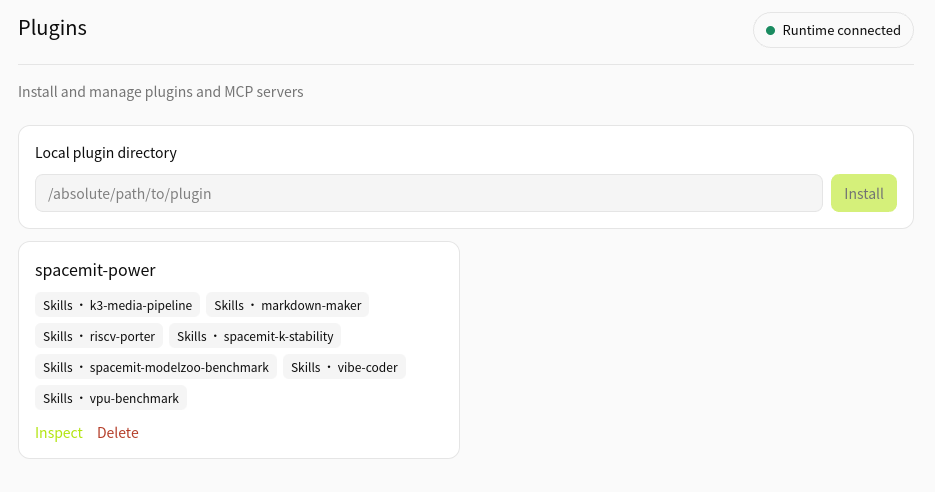 Plugins
Runtime connected
Install and manage plugins and MCP servers
Local plugin directory
/absolute/path/to/plugin
Install
spacemit-power
Skills • k3-media-pipeline
Skills • markdown-maker
Skills • riscv-porter
Skills • spacemit-k-stability
Skills • spacemit-modelzoo-benchmark
Skills • vibe-coder
Skills • vpu-benchmark
Inspect
Delete